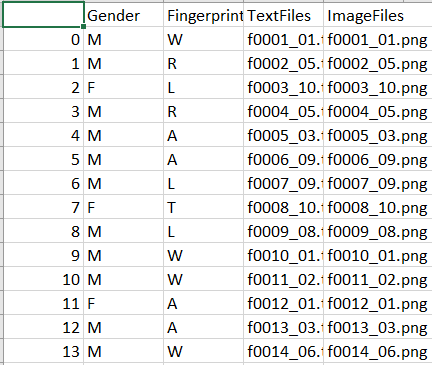 Gender Fingerprint TextFiles ImageFiles
0 M W f0001_01.t f0001_01.png
1 M R f0002_05.t f0002_05.png
2 F L f0003_10.t f0003_10.png
3 M R f0004_05.t f0004_05.png
4 M A f0005_03.t f0005_03.png
5 M A f0006_09.t f0006_09.png
6 M L f0007_09.t f0007_09.png
7 F T f0008_10.t f0008_10.png
8 M L f0009_08.t f0009_08.png
9 M W f0010_01.t f0010_01.png
10 M W f0011_02.t f0011_02.png
11 F A f0012_01.t f0012_01.png
12 M A f0013_03.t f0013_03.png
13 M W f0014_06.t f0014_06.png